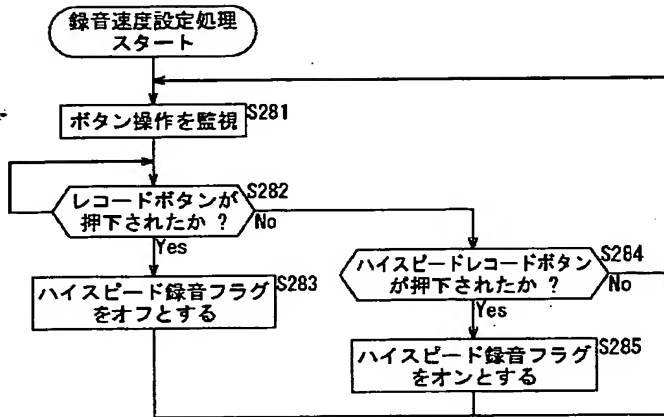 録音速度設定処理
スタート
ボタン操作を監視
S281
レコードボタンが
押下されたか ?
S282
No
Yes
ハイスピード録音フラグ
をオフとする
S283
ハイスピードレコードボタン
が押下されたか ?
S284
No
Yes
ハイスピード録音フラグ
をオンとする
S285